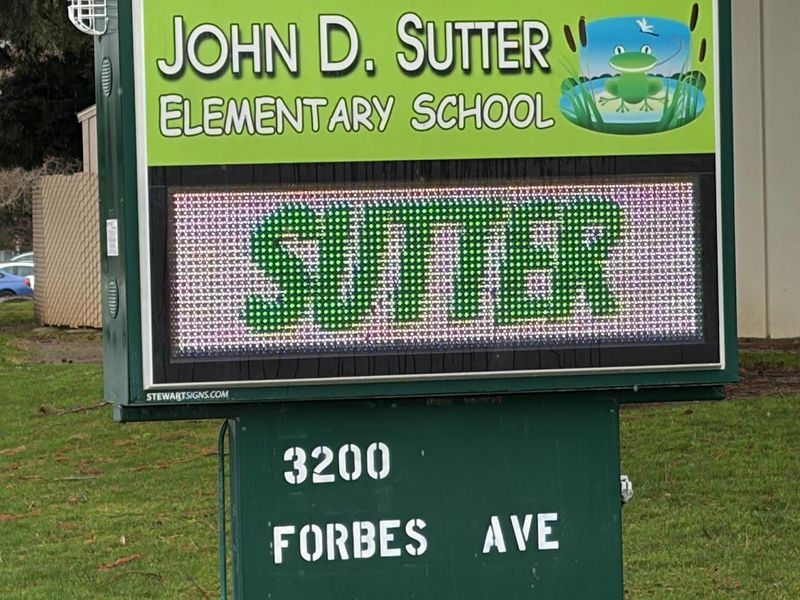 JOHN D. SUTTER
ELEMENTARY SCHOOL
SUTTER
STEWARTSIGNS.COM
3200
FORBES AVE